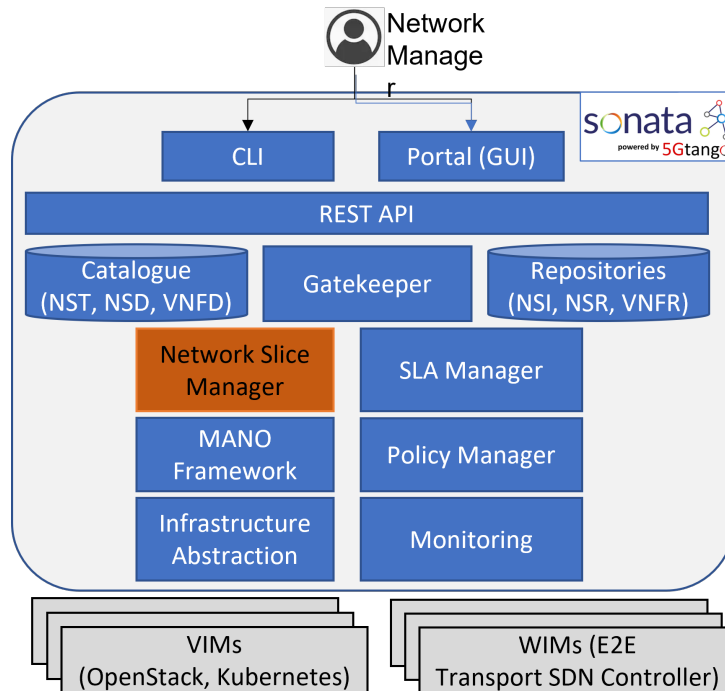 Network
Manage
r
sonata
powered by 5Gtango
CLI
Portal (GUI)
REST API
Catalogue
(NST, NSD, VNFD)
Gatekeeper
Repositories
(NSI, NSR, VNFR)
Network Slice
Manager
SLA Manager
MANO
Framework
Policy Manager
Infrastructure
Abstraction
Monitoring
VIMs
(OpenStack, Kubernetes)
WIMs (E2E
Transport SDN Controller)